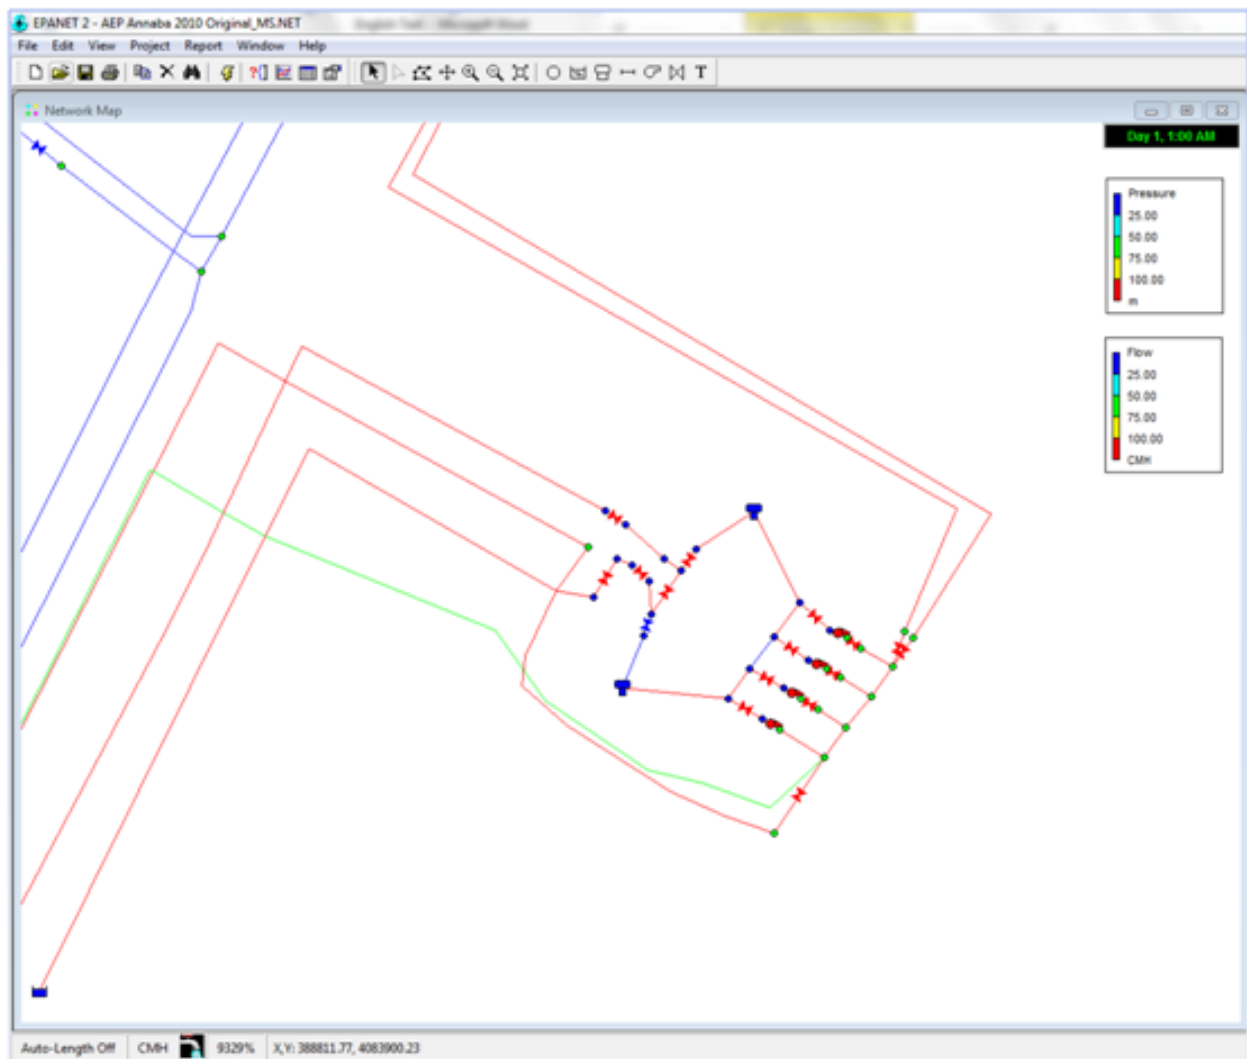 EPANET 2 - AEP Annaba 2010 Original_MS.NET
File Edit View Project Report Window Help
T
Network Map
Day 1, 1:00 AM
Pressure
25.00
50.00
75.00
100.00
m
Flow
25.00
50.00
75.00
100.00
CMH
Auto-Length Off CMH 9329% X,Y: 388811.77, 4083900.23